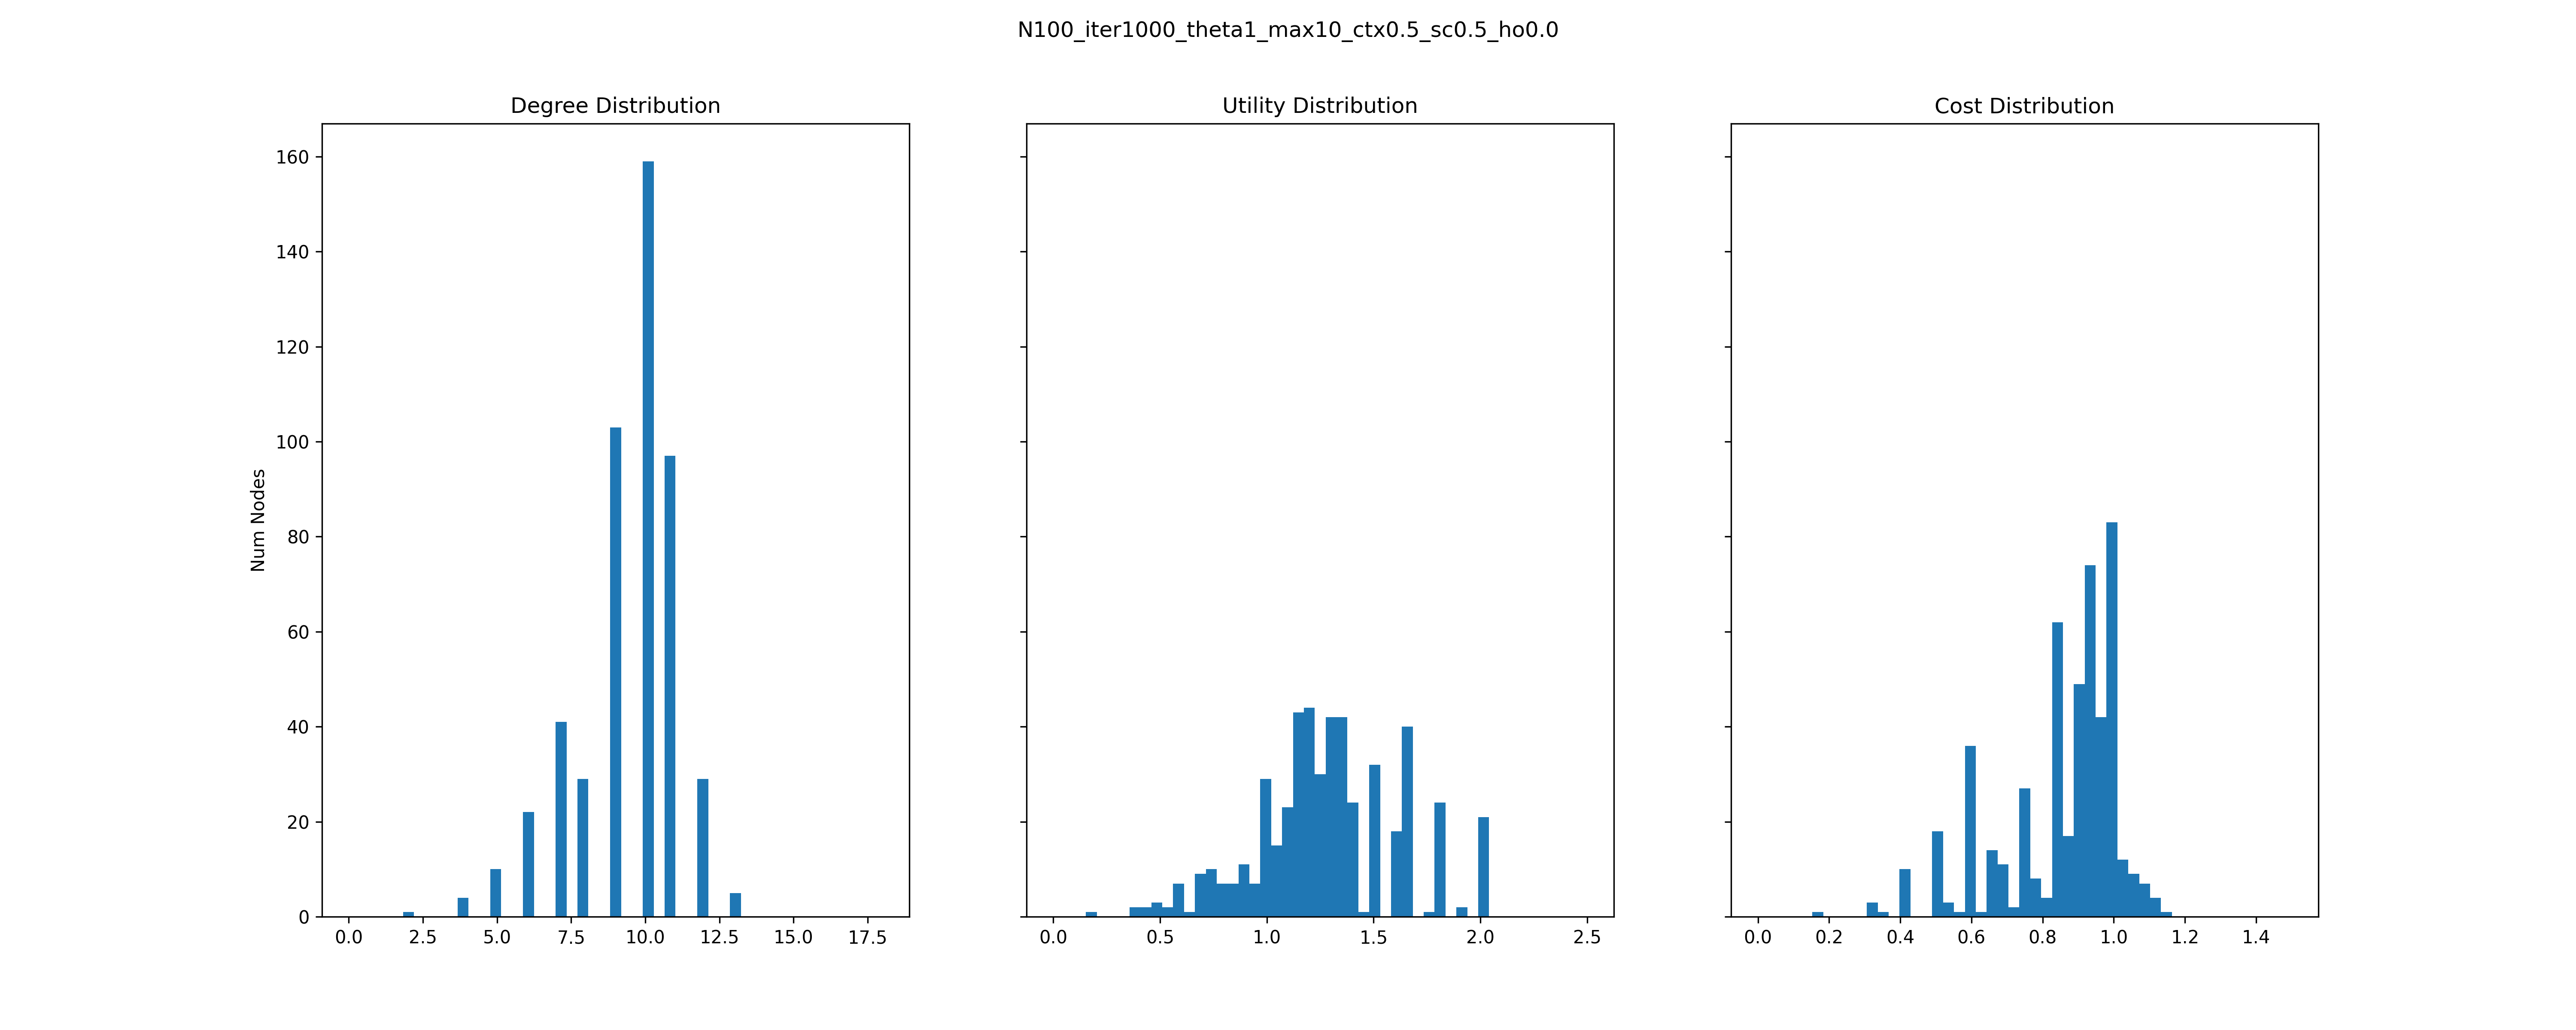 N100_iter1000_theta1_max10_ctx0.5_sc0.5_ho0.0
Degree Distribution
Utility Distribution
Cost Distribution
160
140
120
100
80
60
40
20
0
Num Nodes
0.0 2.5 5.0 7.5 10.0 12.5 15.0 17.5
0.0 0.5 1.0 1.5 2.0 2.5
0.0 0.2 0.4 0.6 0.8 1.0 1.2 1.4